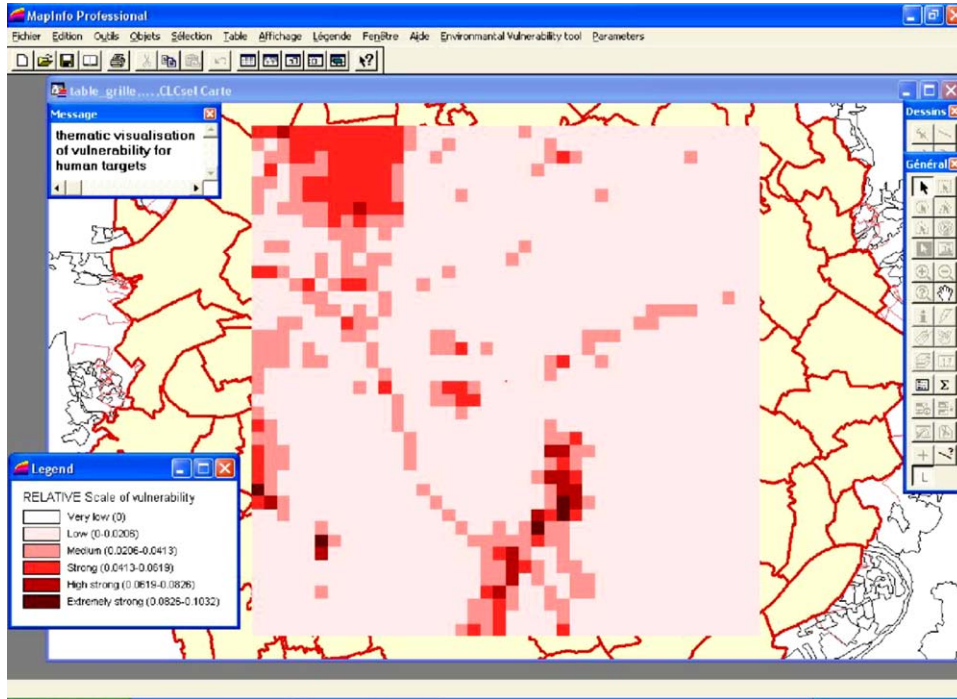 MapInfo Professional
Fichier Edition Outils Objets Sélection Table Affichage Légende Fenêtre Aide Environmantal Vulnerability tool Parameters
table_grille,...,CLCsel Carte
Message
thematic visualisation
of vulnerability for
human targets
Dessins
Général
Legend
RELATIVE Scale of vulnerability
Very low (0)
Low (0-0.0206)
Medium (0.0206-0.0413)
Strong (0.0413-0.0619)
High strong (0.0619-0.0826)
Extremely strong (0.0826-0.1032)